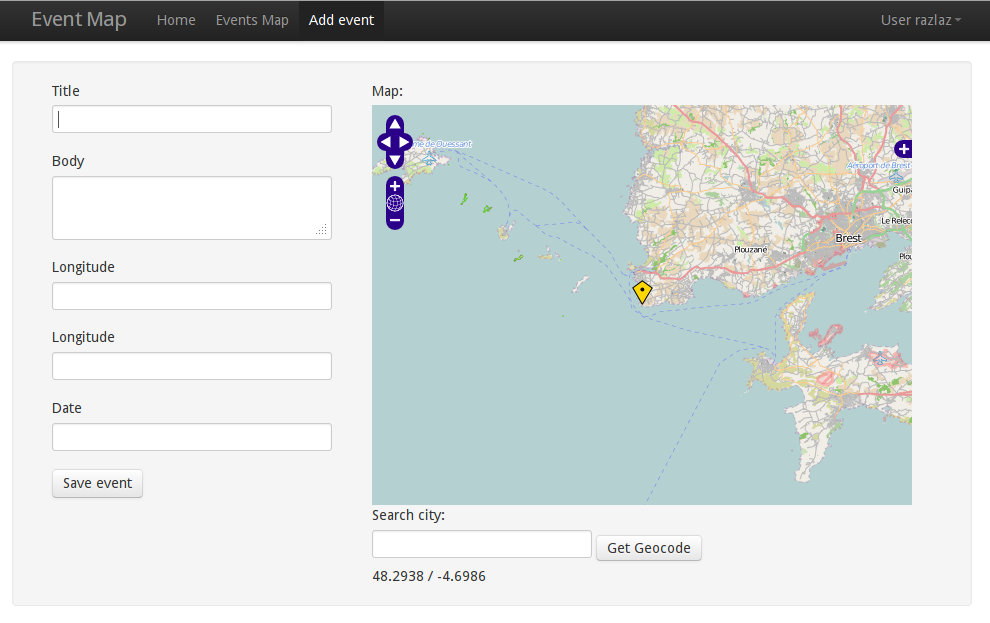 Event Map Home Events Map Add event User razlaz
Title
Body
Longitude
Longitude
Date
Save event
Map:
de Ouessant
Aéroport de Brest
Guipa
Le Relecq
Brest
Plouzané
Plou
Search city:
Get Geocode
48.2938 / -4.6986